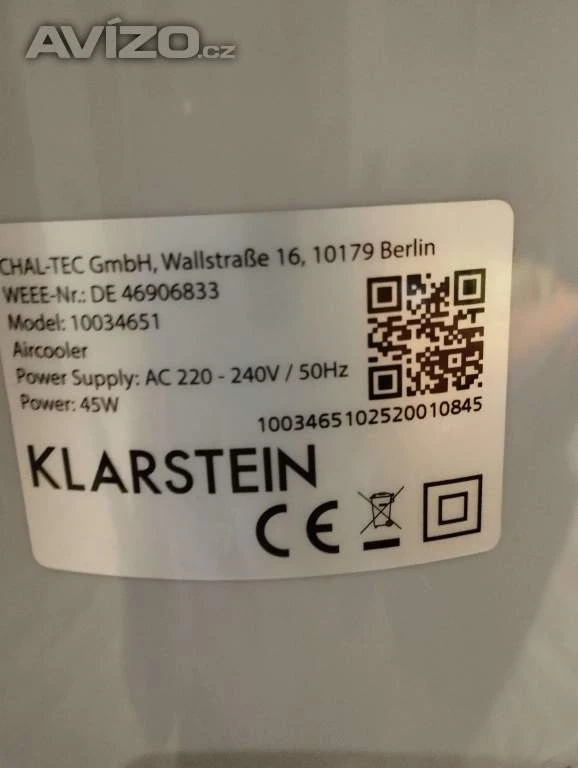 AVÍZO.cz
CHAL-TEC GmbH, Wallstraße 16, 10179 Berlin
WEEE-Nr.: DE 46906833
Model: 10034651
Aircooler
Power Supply: AC 220 - 240V / 50Hz
Power: 45W
1003465102520010845
KLARSTEIN
CE